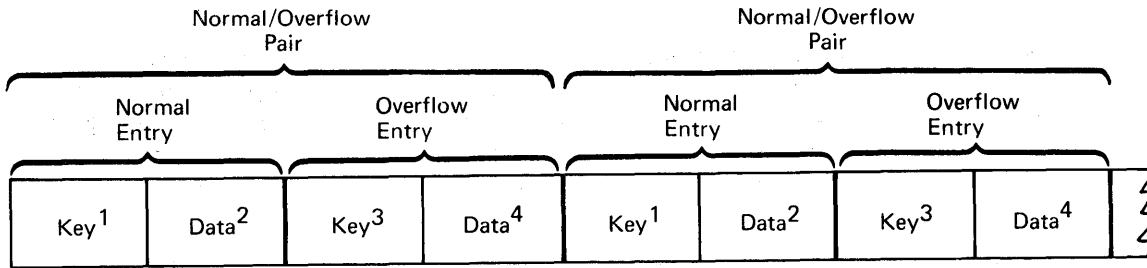 Normal/Overflow
Pair
Normal/Overflow
Pair
Normal
Entry
Overflow
Entry
Normal
Entry
Overflow
Entry
Key1 Data2 Key3 Data4 Key1 Data2 Key3 Data4